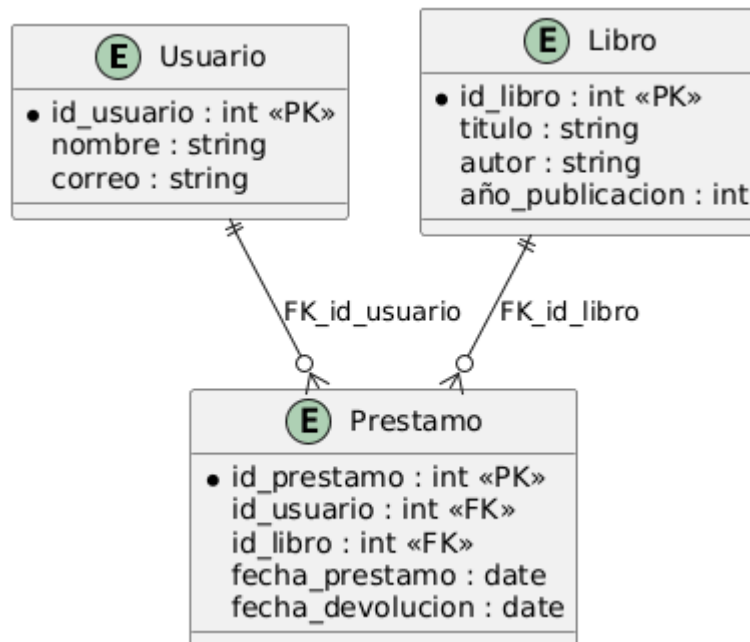 E Usuario
id_usuario : int «PK»
nombre : string
correo : string
E Libro
id_libro : int «PK»
titulo : string
autor : string
año_publicacion : int
FK_id_usuario
FK_id_libro
E Prestamo
id_prestamo : int «PK»
id_usuario : int «FK»
id_libro : int «FK»
fecha_prestamo : date
fecha_devolucion : date